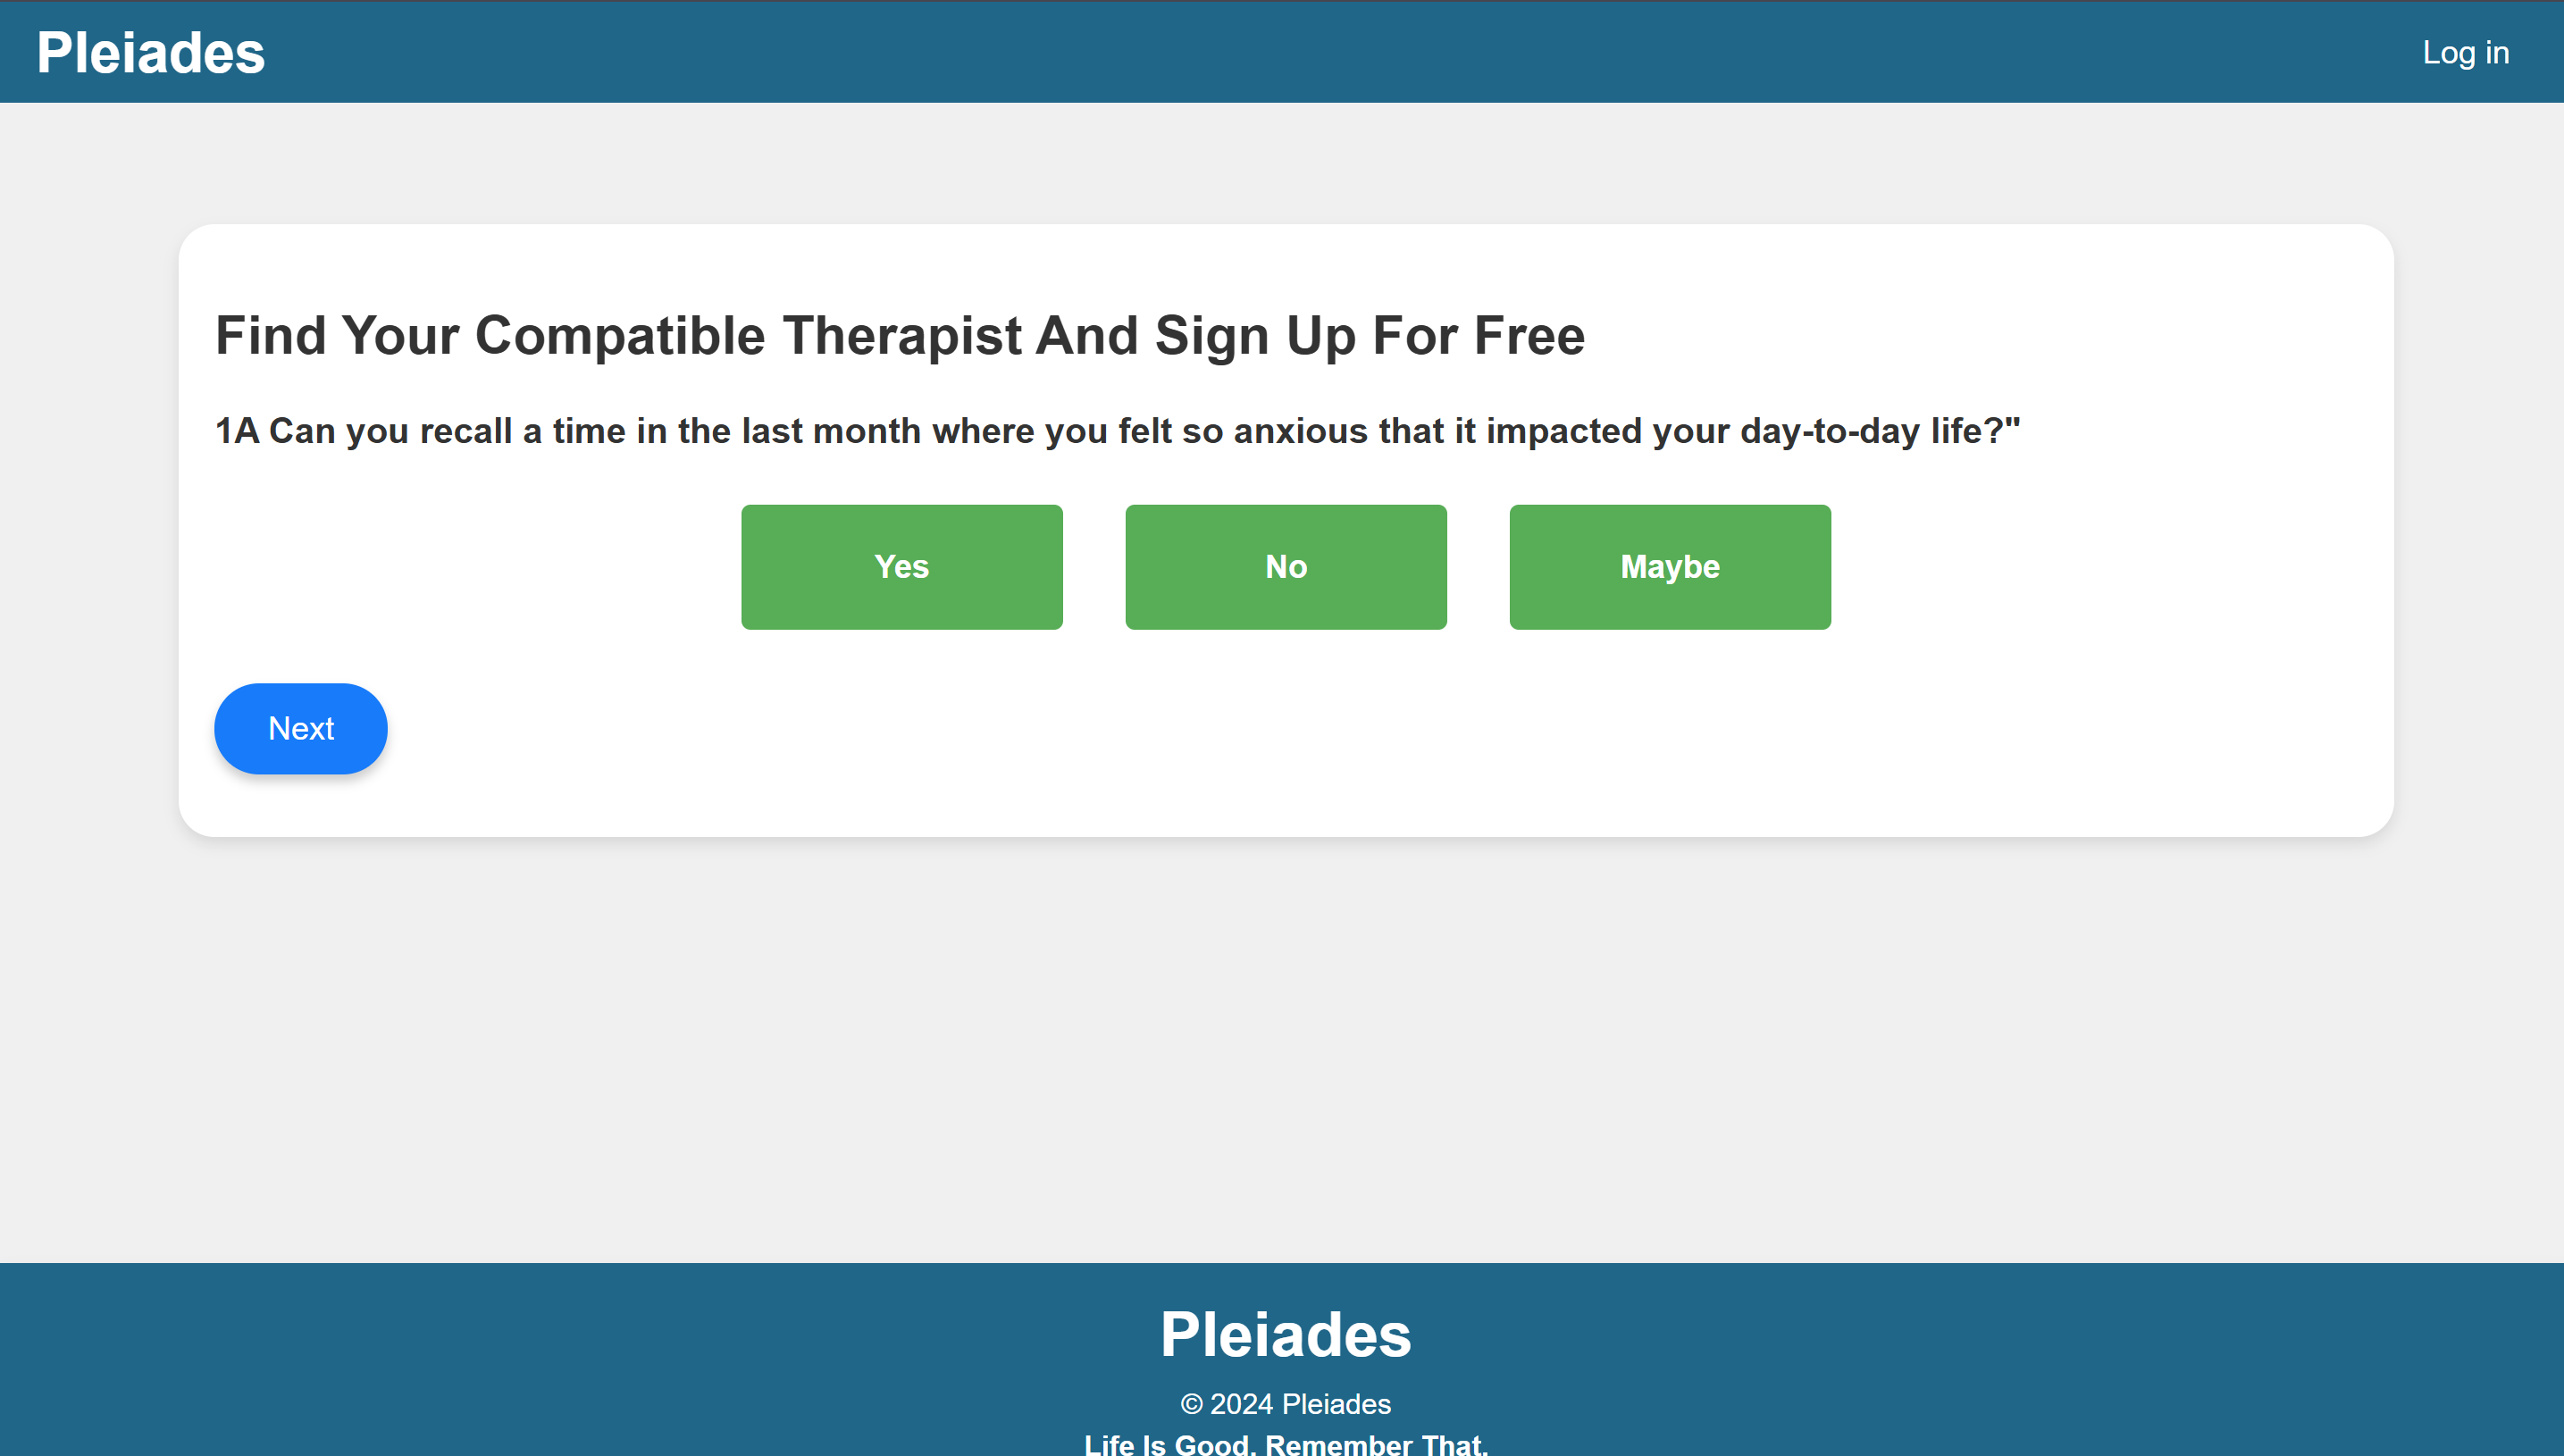 Pleiades
Log in
Find Your Compatible Therapist And Sign Up For Free
1A Can you recall a time in the last month where you felt so anxious that it impacted your day-to-day life?"
Yes
No
Maybe
Next
Pleiades
© 2024 Pleiades
Life Is Good. Remember That.